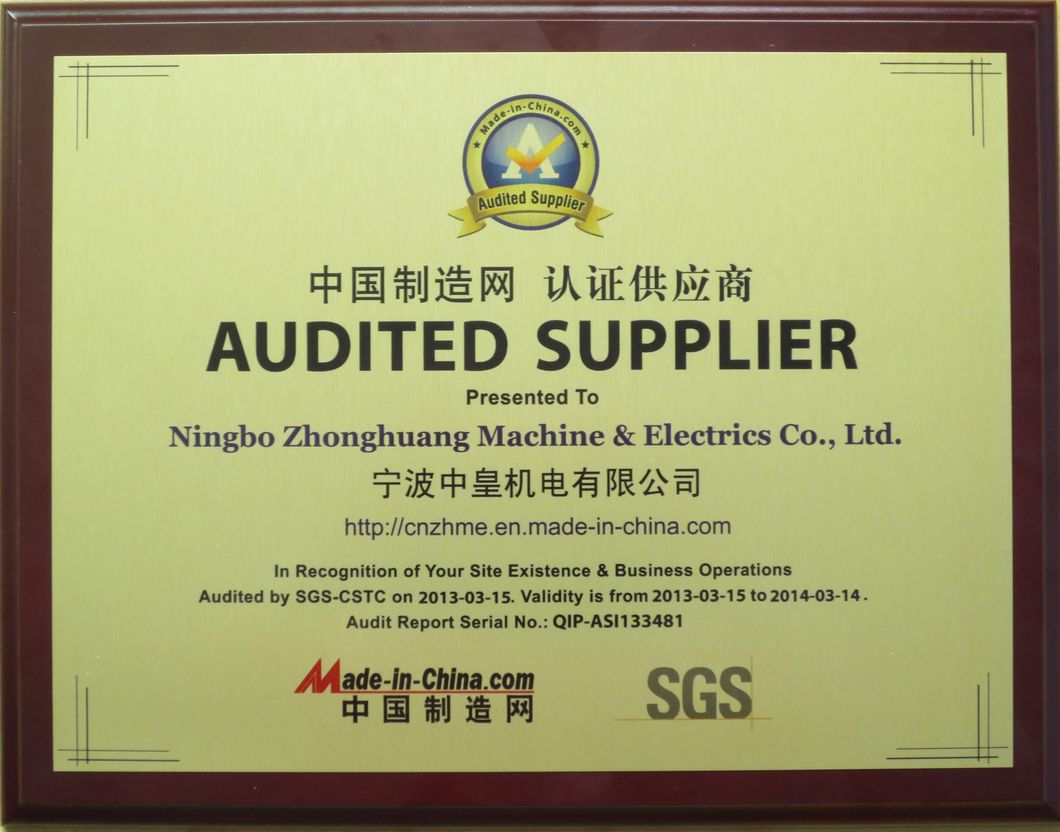 Made-in-China.com
A
Audited Supplier
中国制造网 认证供应商
AUDITED SUPPLIER
Presented To
Ningbo Zhonghuang Machine & Electrics Co., Ltd.
宁波中皇机电有限公司
http://cnzhme.en.made-in-china.com
In Recognition of Your Site Existence & Business Operations
Audited by SGS-CSTC on 2013-03-15. Validity is from 2013-03-15 to 2014-03-14.
Audit Report Serial No.: QIP-ASI133481
Made-in-China.com
中国制造网
SGS